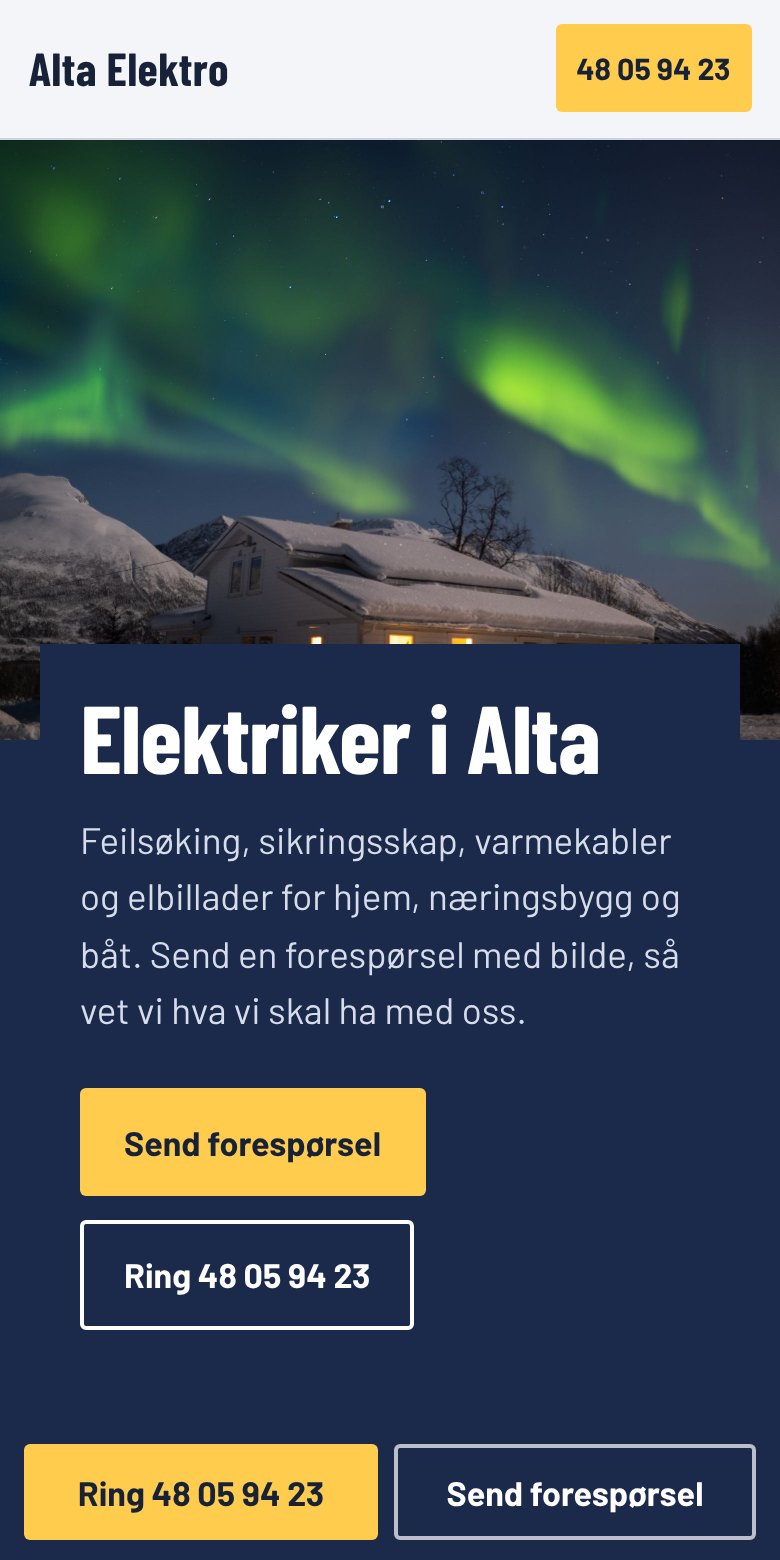 Alta Elektro
48 05 94 23
Elektriker i Alta
Feilsøking, sikringsskap, varmekabler
og elbillader for hjem, næringsbygg og
båt. Send en forespørsel med bilde, så
vet vi hva vi skal ha med oss.
Send forespørsel
Ring 48 05 94 23
Ring 48 05 94 23
Send forespørsel